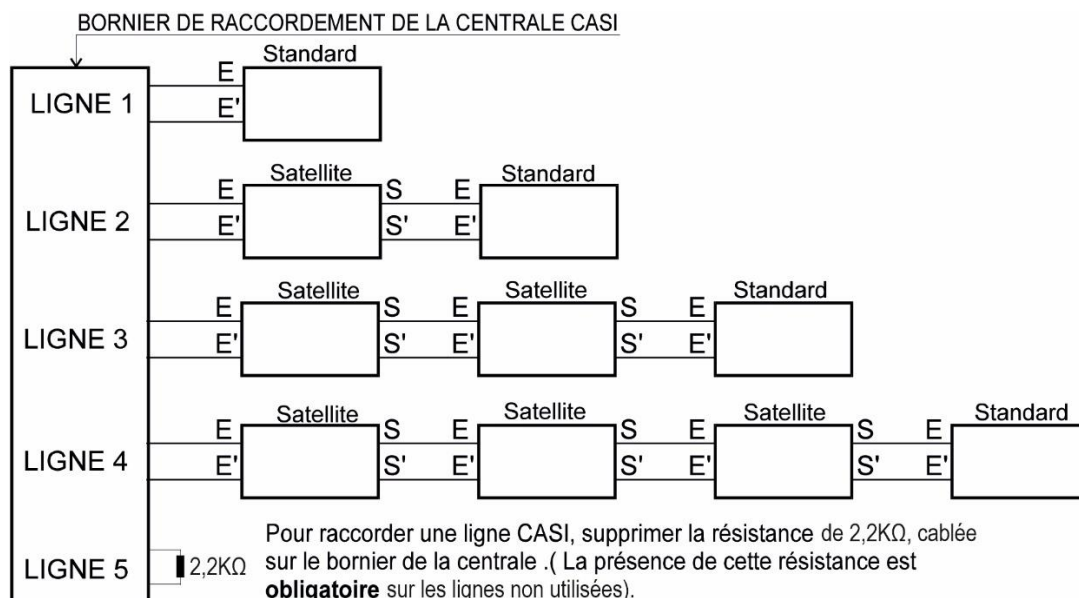 BORNIER DE RACCORDEMENT DE LA CENTRALE CASI
Standard
LIGNE 1
E
E'
Satellite
Standard
LIGNE 2
E
S
E
E'
S'
E'
Satellite
Satellite
Standard
LIGNE 3
E
S
E
S
E
E'
S'
E'
S'
E'
Satellite
Satellite
Satellite
Standard
LIGNE 4
E
S
E
S
E
S
E
E'
S'
E'
S'
E'
S'
E'
LIGNE 5
2,2KΩ
Pour raccorder une ligne CASI, supprimer la résistance de 2,2KΩ, cablée
sur le bornier de la centrale .( La présence de cette résistance est
obligatoire sur les lignes non utilisées).